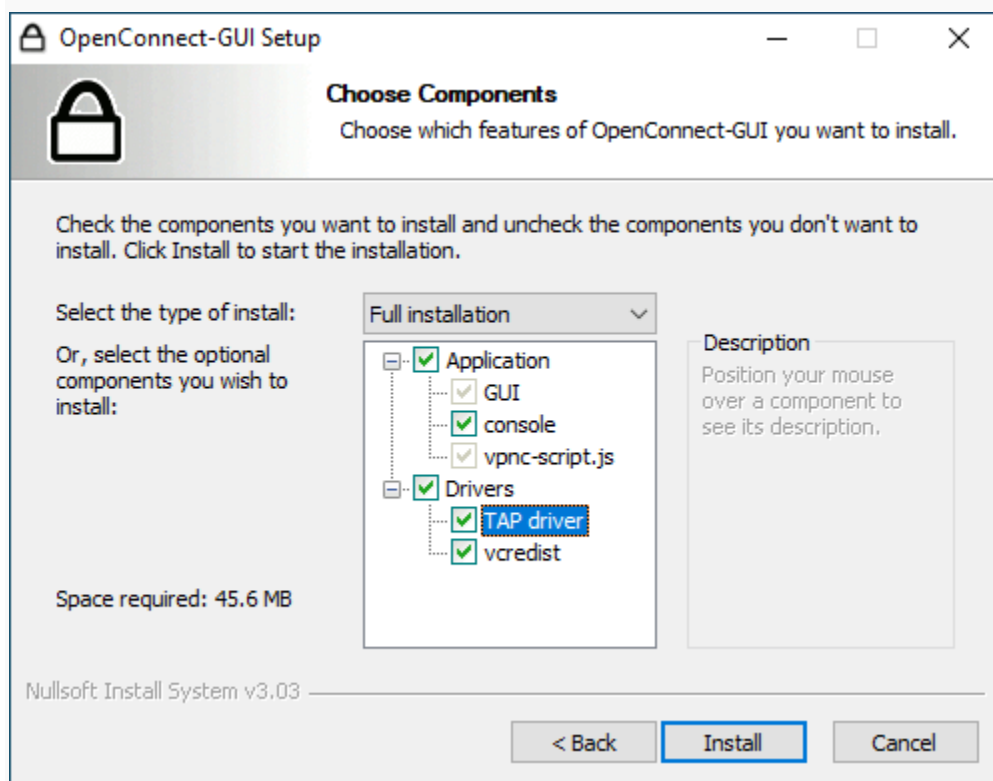 OpenConnect-GUI Setup
Choose Components
Choose which features of OpenConnect-GUI you want to install.
Check the components you want to install and uncheck the components you don't want to
install. Click Install to start the installation.
Select the type of install:
Full installation
Or, select the optional
components you wish to
install:
Application
GUI
console
vpnc-script.js
Drivers
TAP driver
vcredist
Description
Position your mouse
over a component to
see its description.
Space required: 45.6 MB
Nullsoft Install System v3.03
< Back
Install
Cancel